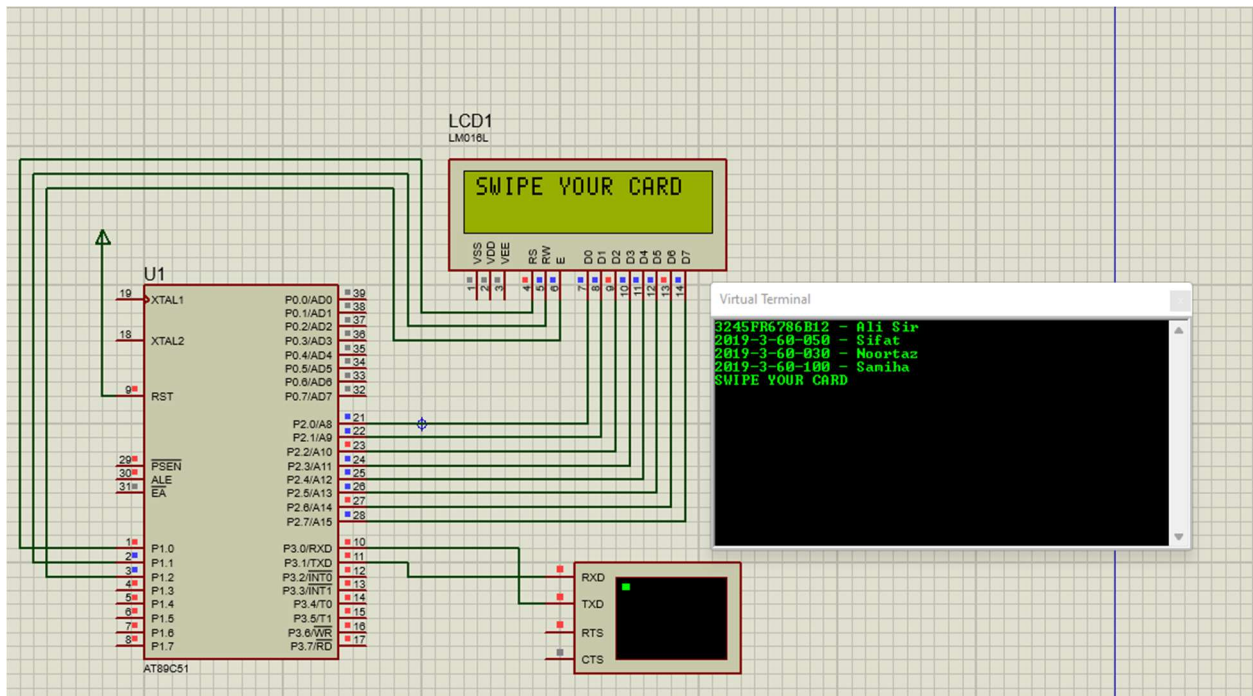 LCD1
LM016L
SWIPE YOUR CARD
VSS
VDD
VEE
RS
RW
E
D0
D1
D2
D3
D4
D5
D6
D7
1
2
3
4
5
6
7
8
9
10
11
12
13
14
U1
19 XTAL1
18 XTAL2
9 RST
29 PSEN
30 ALE
31 EA
1 P1.0
2 P1.1
3 P1.2
4 P1.3
5 P1.4
6 P1.5
7 P1.6
8 P1.7
P0.0/AD0 39
P0.1/AD1 38
P0.2/AD2 37
P0.3/AD3 36
P0.4/AD4 35
P0.5/AD5 34
P0.6/AD6 33
P0.7/AD7 32
P2.0/A8 21
P2.1/A9 22
P2.2/A10 23
P2.3/A11 24
P2.4/A12 25
P2.5/A13 26
P2.6/A14 27
P2.7/A15 28
P3.0/RXD 10
P3.1/TXD 11
P3.2/INT0 12
P3.3/INT1 13
P3.4/T0 14
P3.5/T1 15
P3.6/WR 16
P3.7/RD 17
AT89C51
Virtual Terminal
3245FR6786B12 - Ali Sir
2019-3-60-050 - Sifat
2019-3-60-030 - Noortaz
2019-3-60-100 - Samiha
SWIPE YOUR CARD
RXD
TXD
RTS
CTS